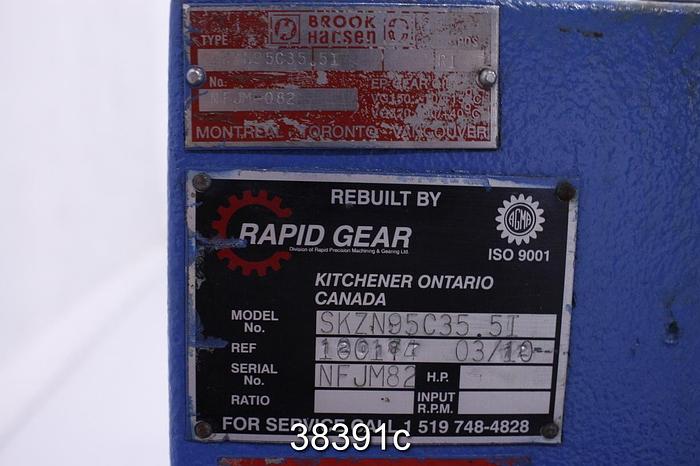 BROOK
Hansen
TYPE
No.
NFJM-082
MONTREAL TORONTO VANCOUVER
REBUILT BY
RAPID GEAR
Division of Rapid Precision Machining & Gearing Ltd.
AGMA
ISO 9001
KITCHENER ONTARIO
CANADA
MODEL No. SKZN95C35.5T
REF 03/10
SERIAL No. NFJM82 H.P.
RATIO INPUT R.P.M.
FOR SERVICE CALL 1 519 748-4828
38391c